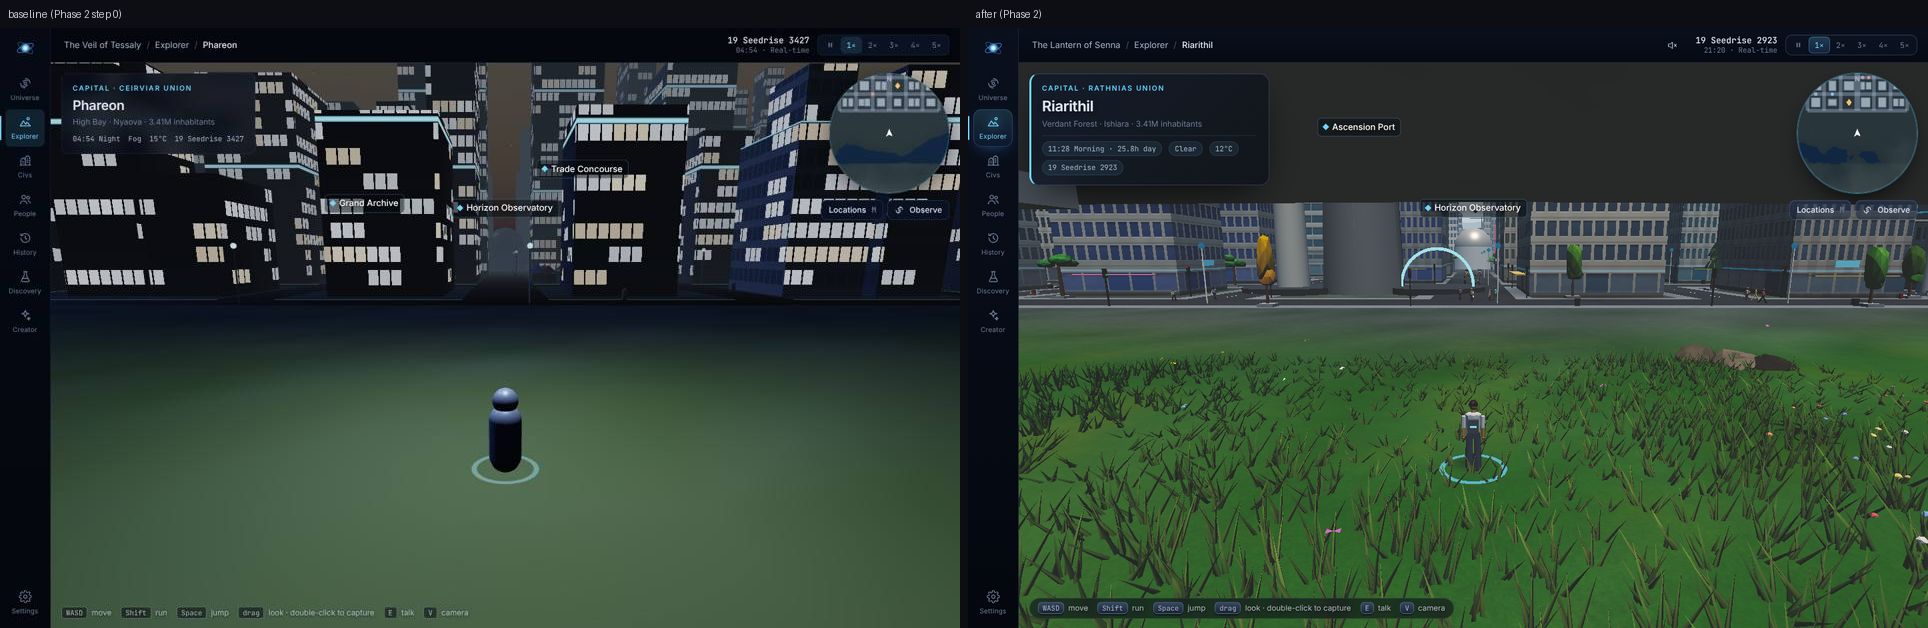 baseline (Phase 2 step 0)
The Veil of Tessaly / Explorer / Phareon
19 Seedrise 3427
04:54 · Real-time
1× 2× 3× 4× 5×
Universe
Explorer
Civs
People
History
Discovery
Creator
Settings
CAPITAL · CEIRVIAR UNION
Phareon
High Bay · Nyaova · 3.41M inhabitants
04:54 Night Fog 15°C 19 Seedrise 3427
Trade Concourse
Grand Archive
Horizon Observatory
N
Locations M
Observe
WASD move Shift run Space jump drag look · double-click to capture E talk V camera
after (Phase 2)
The Lantern of Senna / Explorer / Riarithil
19 Seedrise 2923
21:20 · Real-time
1× 2× 3× 4× 5×
Universe
Explorer
Civs
People
History
Discovery
Creator
Settings
CAPITAL · RATHNIAS UNION
Riarithil
Verdant Forest · Ishiara · 3.41M inhabitants
11:28 Morning · 25.8h day Clear 12°C
19 Seedrise 2923
Ascension Port
Horizon Observatory
N
Locations M
Observe
WASD move Shift run Space jump drag look · double-click to capture E talk V camera